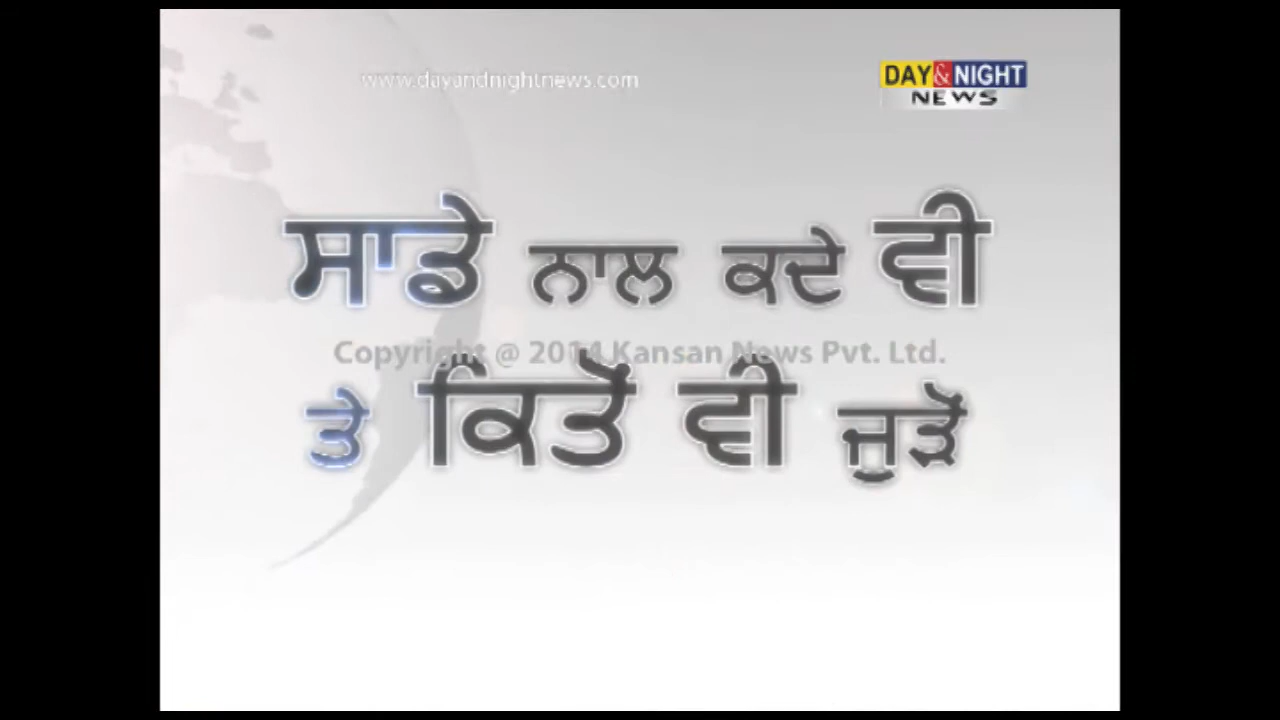 www.dayandnightnews.com
DAY&NIGHT
NEWS
ਸਾਡੇ ਨਾਲ ਕਦੇ ਵੀ
Copyright @ 2014 Kansan News Pvt. Ltd.
ਤੇ ਕਿਤੋਂ ਵੀ ਜੁੜੋਂ